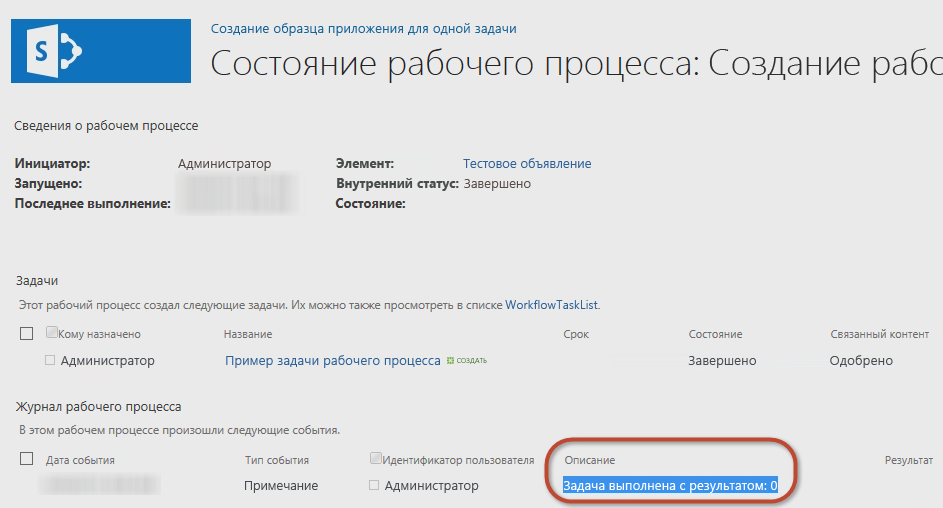 S
Создание образца приложения для одной задачи
Состояние рабочего процесса: Создание рабо
Сведения о рабочем процессе
Инициатор: Администратор Элемент: Тестовое объявление
Запущено: Внутренний статус: Завершено
Последнее выполнение: Состояние:
Задачи
Этот рабочий процесс создал следующие задачи. Их можно также просмотреть в списке WorkflowTaskList.
Кому назначено Название Срок Состояние Связанный контент
Администратор Пример задачи рабочего процесса СОЗДАТЬ Завершено Одобрено
Журнал рабочего процесса
В этом рабочем процессе произошли следующие события.
Дата события Тип события Идентификатор пользователя Описание Результат
Примечание Администратор Задача выполнена с результатом: 0